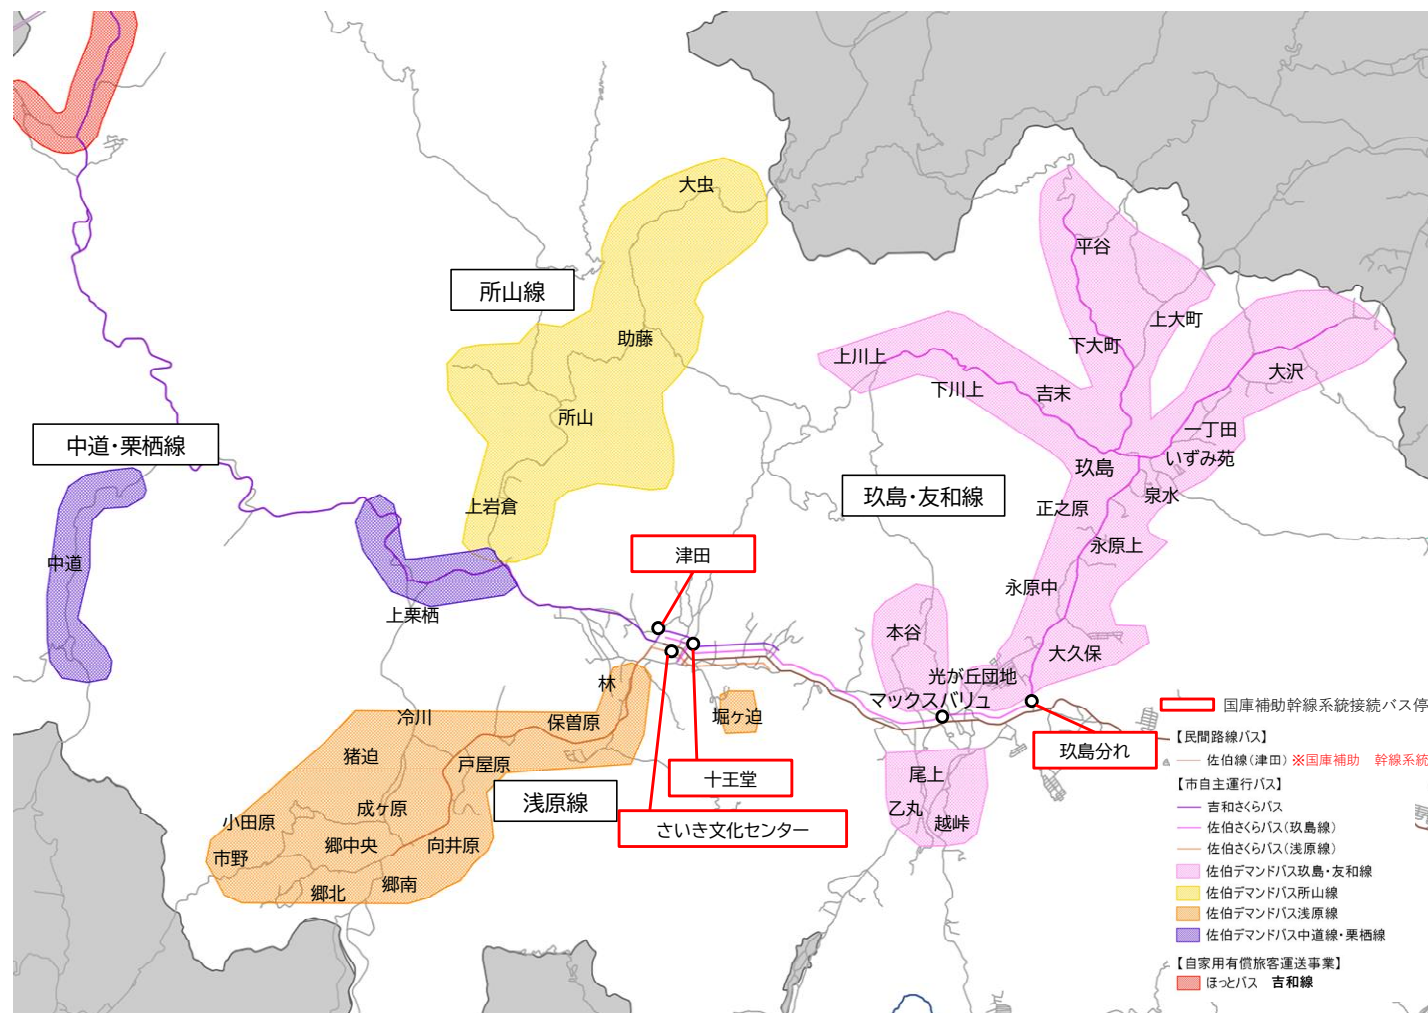 大虫
平谷
所山線
上大町
助藤
下大町
上川上
大沢
下川上
吉末
所山
一丁田
中道・栗栖線
いずみ苑
玖島
泉水
玖島・友和線
上岩倉
正之原
永原上
津田
中道
永原中
上栗栖
本谷
大久保
光が丘団地
林
マックスバリュ
冷川
保曽原
堀ヶ迫
国庫補助幹線系統接続バス停
猪迫
玖島分れ
【民間路線バス】
戸屋原
佐伯線(津田) ※国庫補助 幹線系統
十王堂
尾上
【市自主運行バス】
浅原線
成ヶ原
乙丸
吉和さくらバス
小田原
越峠
さいき文化センター
佐伯さくらバス(玖島線)
郷中央
向井原
佐伯さくらバス(浅原線)
市野
佐伯デマンドバス玖島・友和線
郷南
郷北
佐伯デマンドバス所山線
佐伯デマンドバス浅原線
佐伯デマンドバス中道線・栗栖線
【自家用有償旅客運送事業】
ほっとバス 吉和線